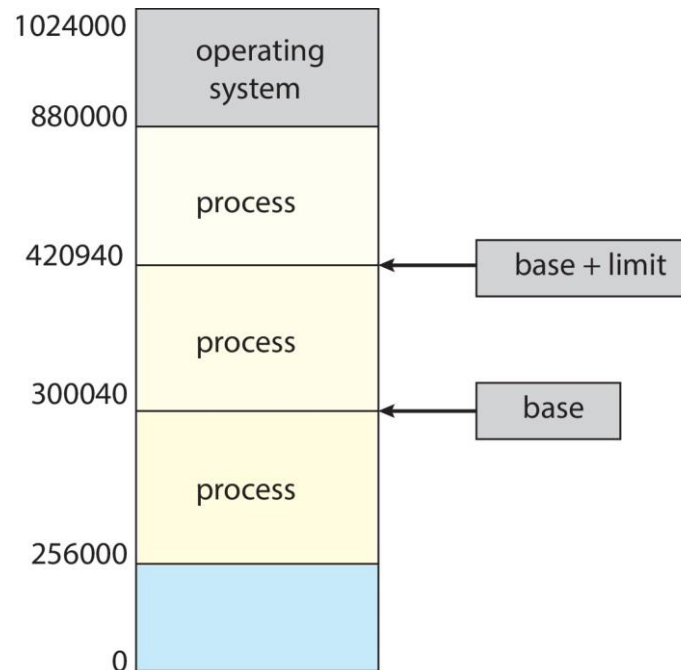 1024000
operating
system
880000
process
420940
base + limit
process
300040
base
process
256000
0